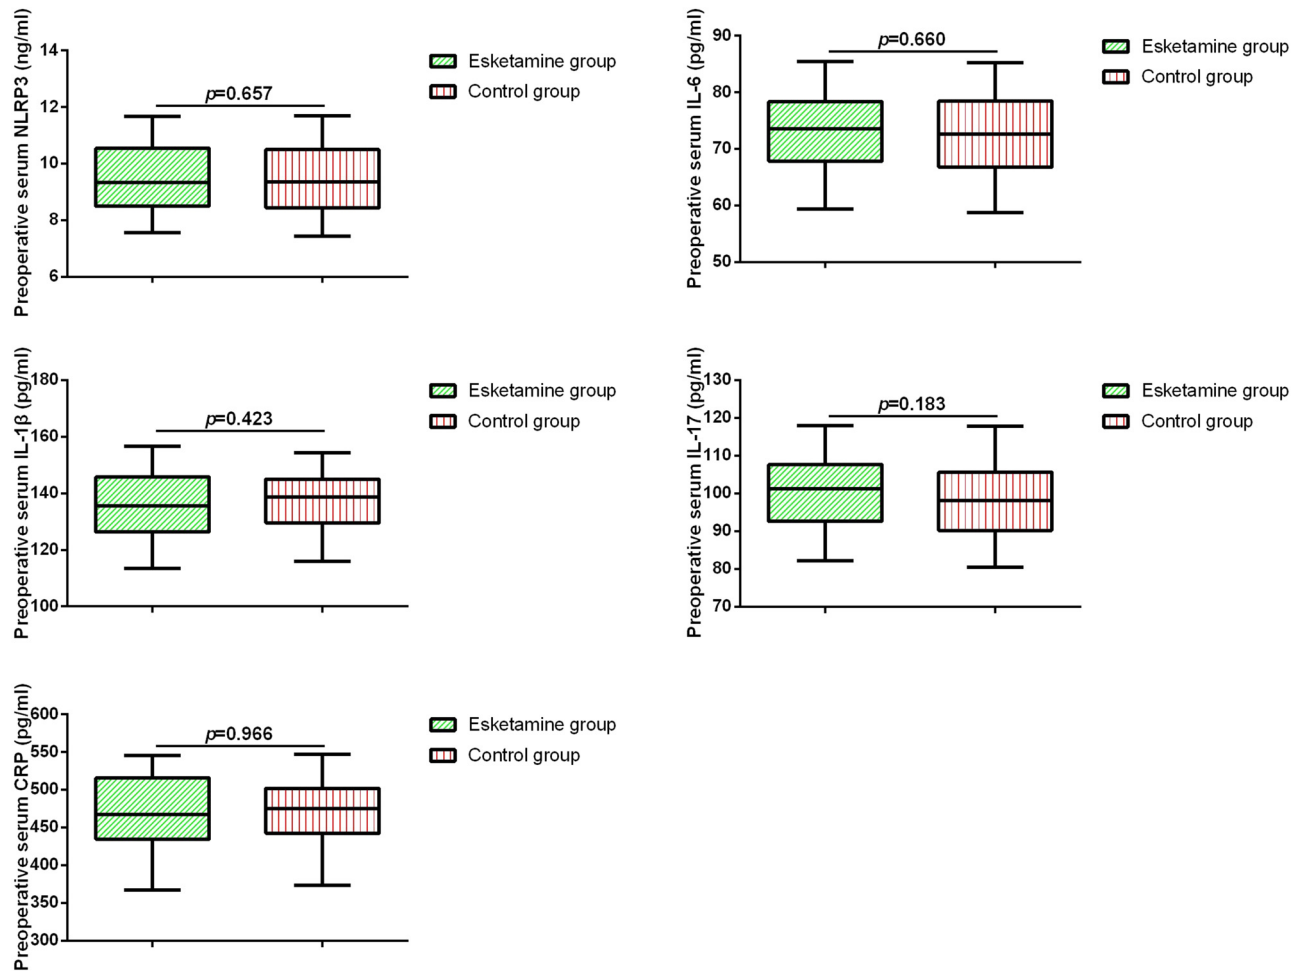 Preoperative serum NLRP3 (ng/ml)
14
12
10
8
6
p=0.657
Esketamine group
Control group
Preoperative serum IL-6 (pg/ml)
90
80
70
60
50
p=0.660
Esketamine group
Control group
Preoperative serum IL-1β (pg/ml)
180
160
140
120
100
p=0.423
Esketamine group
Control group
Preoperative serum IL-17 (pg/ml)
130
120
110
100
90
80
70
p=0.183
Esketamine group
Control group
Preoperative serum CRP (pg/ml)
600
550
500
450
400
350
300
p=0.966
Esketamine group
Control group